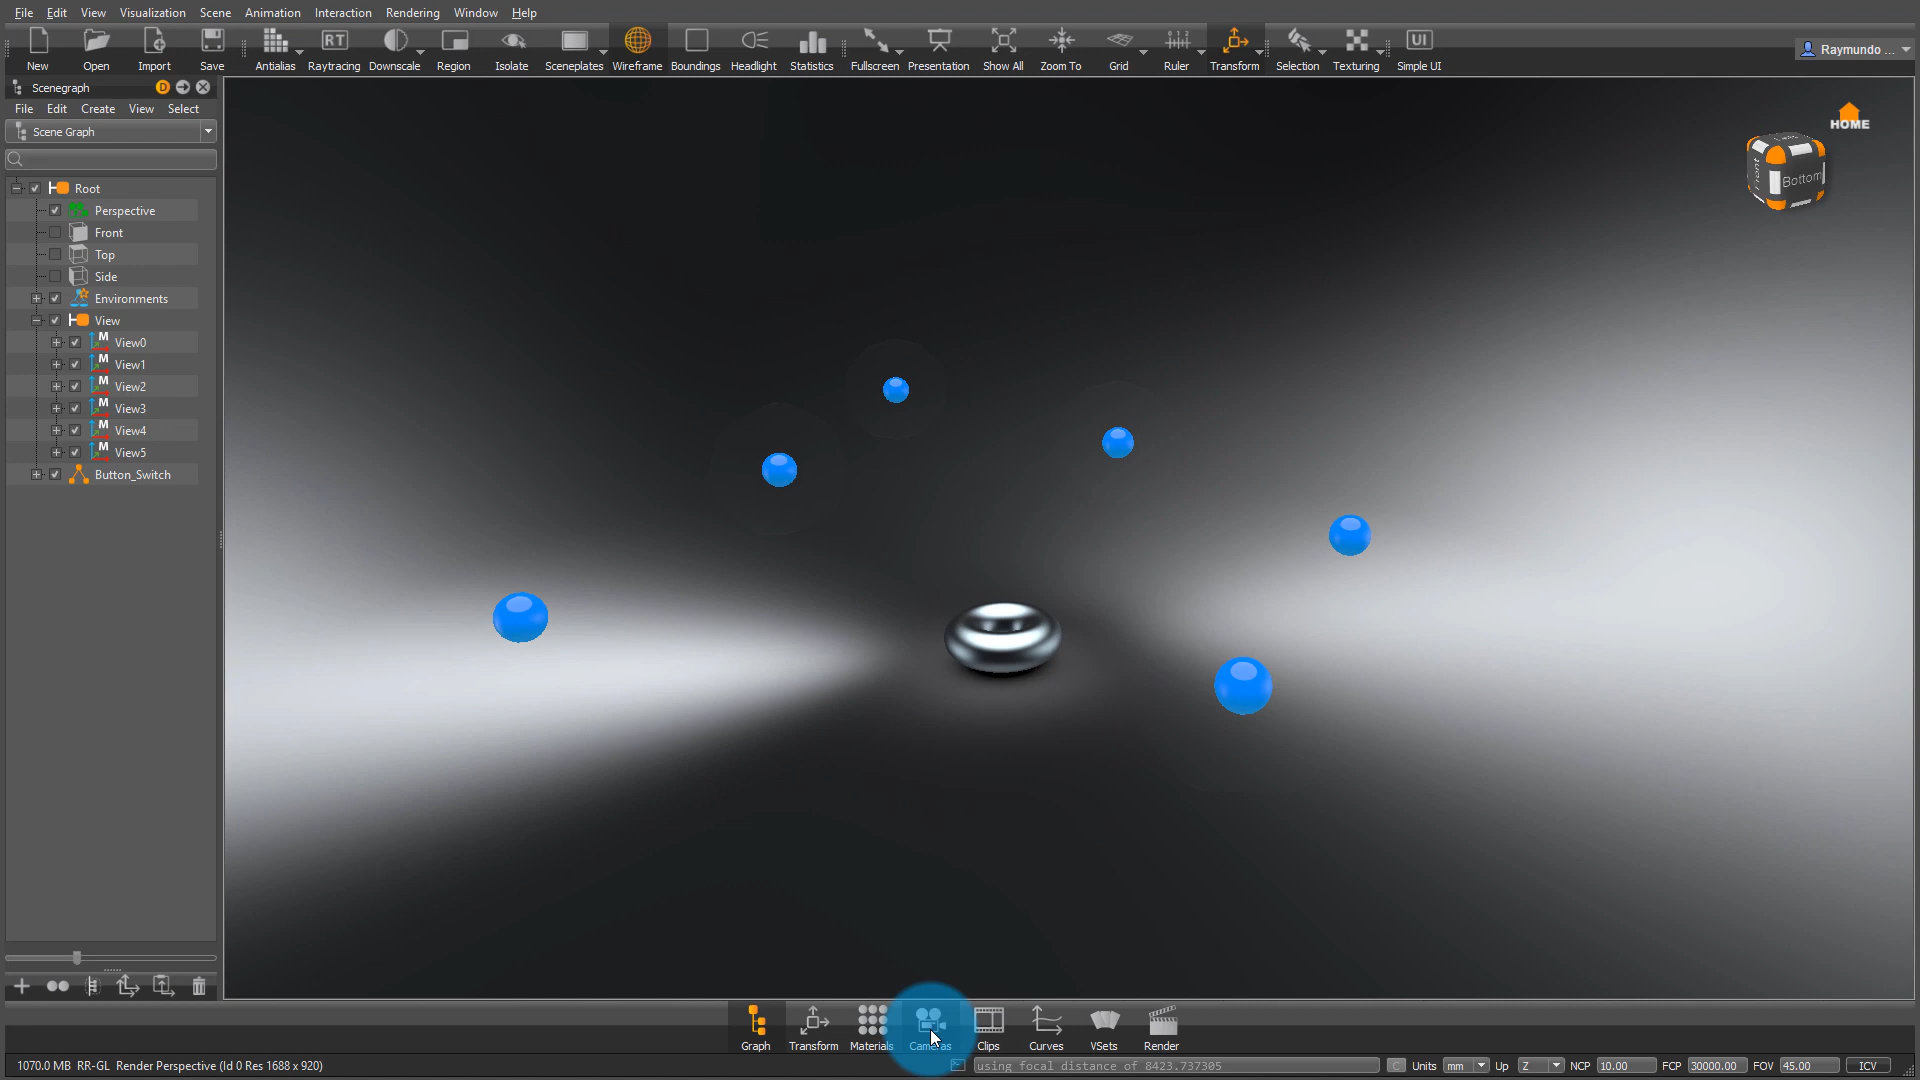 File Edit View Visualization Scene Animation Interaction Rendering Window Help
RT UI
New Open Import Save Antialias Raytracing Downscale Region Isolate Sceneplates Wireframe Boundings Headlight Statistics Fullscreen Presentation Show All Zoom To Grid Ruler Transform Selection Texturing Simple UI
Raymundo ...
Scenegraph D
File Edit Create View Select
Scene Graph
Root
Perspective
Front
Top
Side
Environments
View
M View0
M View1
M View2
M View3
M View4
M View5
Button_Switch
HOME
Front Bottom
Graph Transform Materials Cameras Clips Curves VSets Render
1070.0 MB RR-GL Render Perspective (Id 0 Res 1688 x 920)
using focal distance of 8423.737305
C Units mm Up Z NCP 10.00 FCP 30000.00 FOV 45.00 ICV